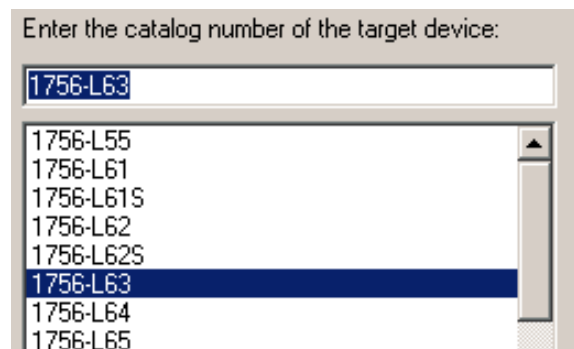 Enter the catalog number of the target device:
1756-L63
1756-L55
1756-L61
1756-L61S
1756-L62
1756-L62S
1756-L63
1756-L64
1756-L65